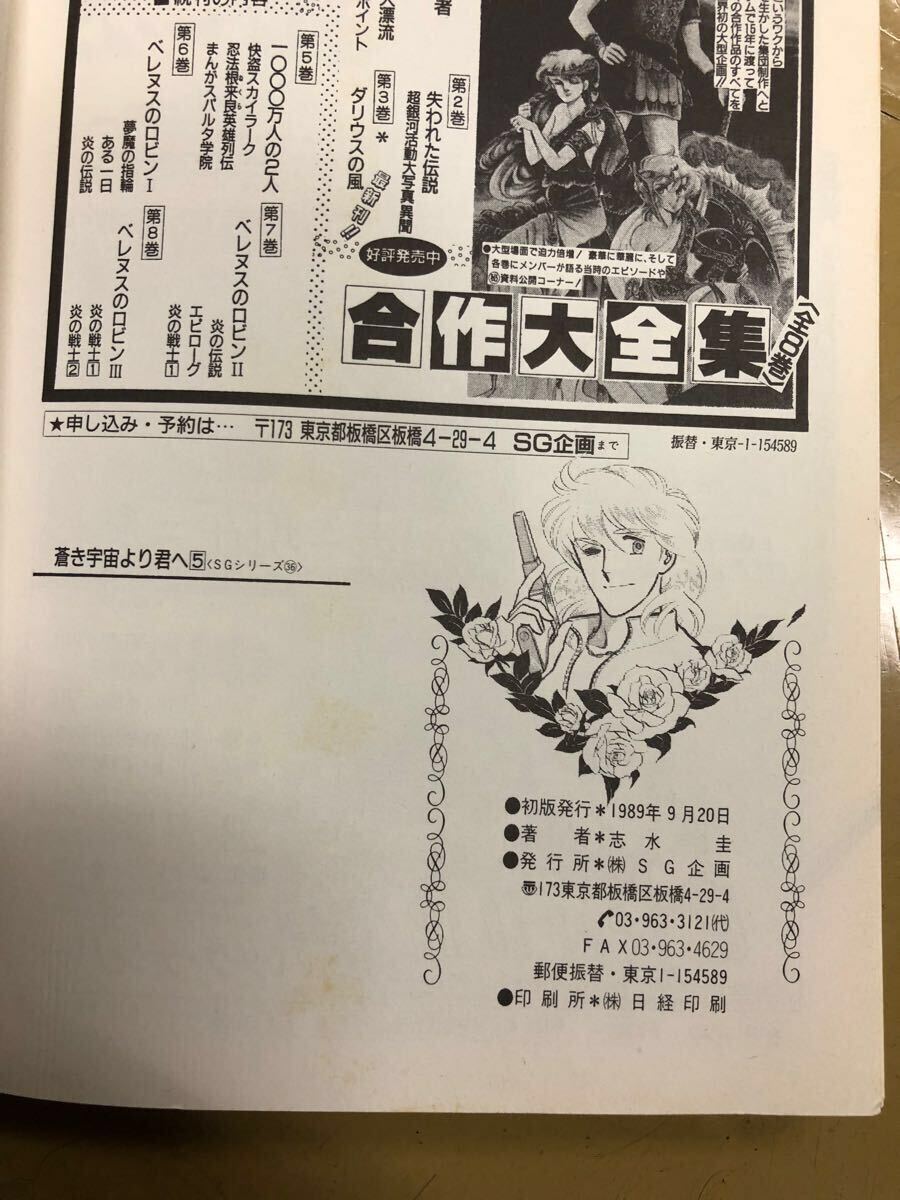 いうワクから
生かした集団制作へと
ムで16年に渡って
の合作作品のすべてを
界初の大型企画!!
者
大漂流
ポイント
第2巻
失われた伝説
超銀河活動大写真異聞
第3巻
＊
ダリウスの風
最新刊!!
第5巻
一〇〇〇万人の2人
快盗スカイラーク
忍法根来良英雄列伝
まんがスパルタ学院
第6巻
ベレヌスのロビンⅠ
夢魔の指輪
ある一日
炎の伝説
第7巻
ベレヌスのロビンⅡ
炎の伝説
エピローグ
炎の戦士1
第8巻
ベレヌスのロビンⅢ
炎の戦士1
炎の戦士2
好評発売中
●大型場面で迫力倍増！豪華に華麗に、そして
各巻にメンバーが語る当時のエピソードや
㊙資料公開コーナー！
合作大全集
〈全8巻〉
★申し込み・予約は… 〒173 東京都板橋区板橋4-29-4 SG企画まで
振替・東京-1-154589
蒼き宇宙より君へ5〈SGシリーズ㊱〉
●初版発行＊1989年9月20日
●著者＊志水圭
●発行所＊㈱SG企画
〠173東京都板橋区板橋4-29-4
✆03・963・3121㈹
FAX03・963・4629
郵便振替・東京1-154589
●印刷所＊㈱日経印刷